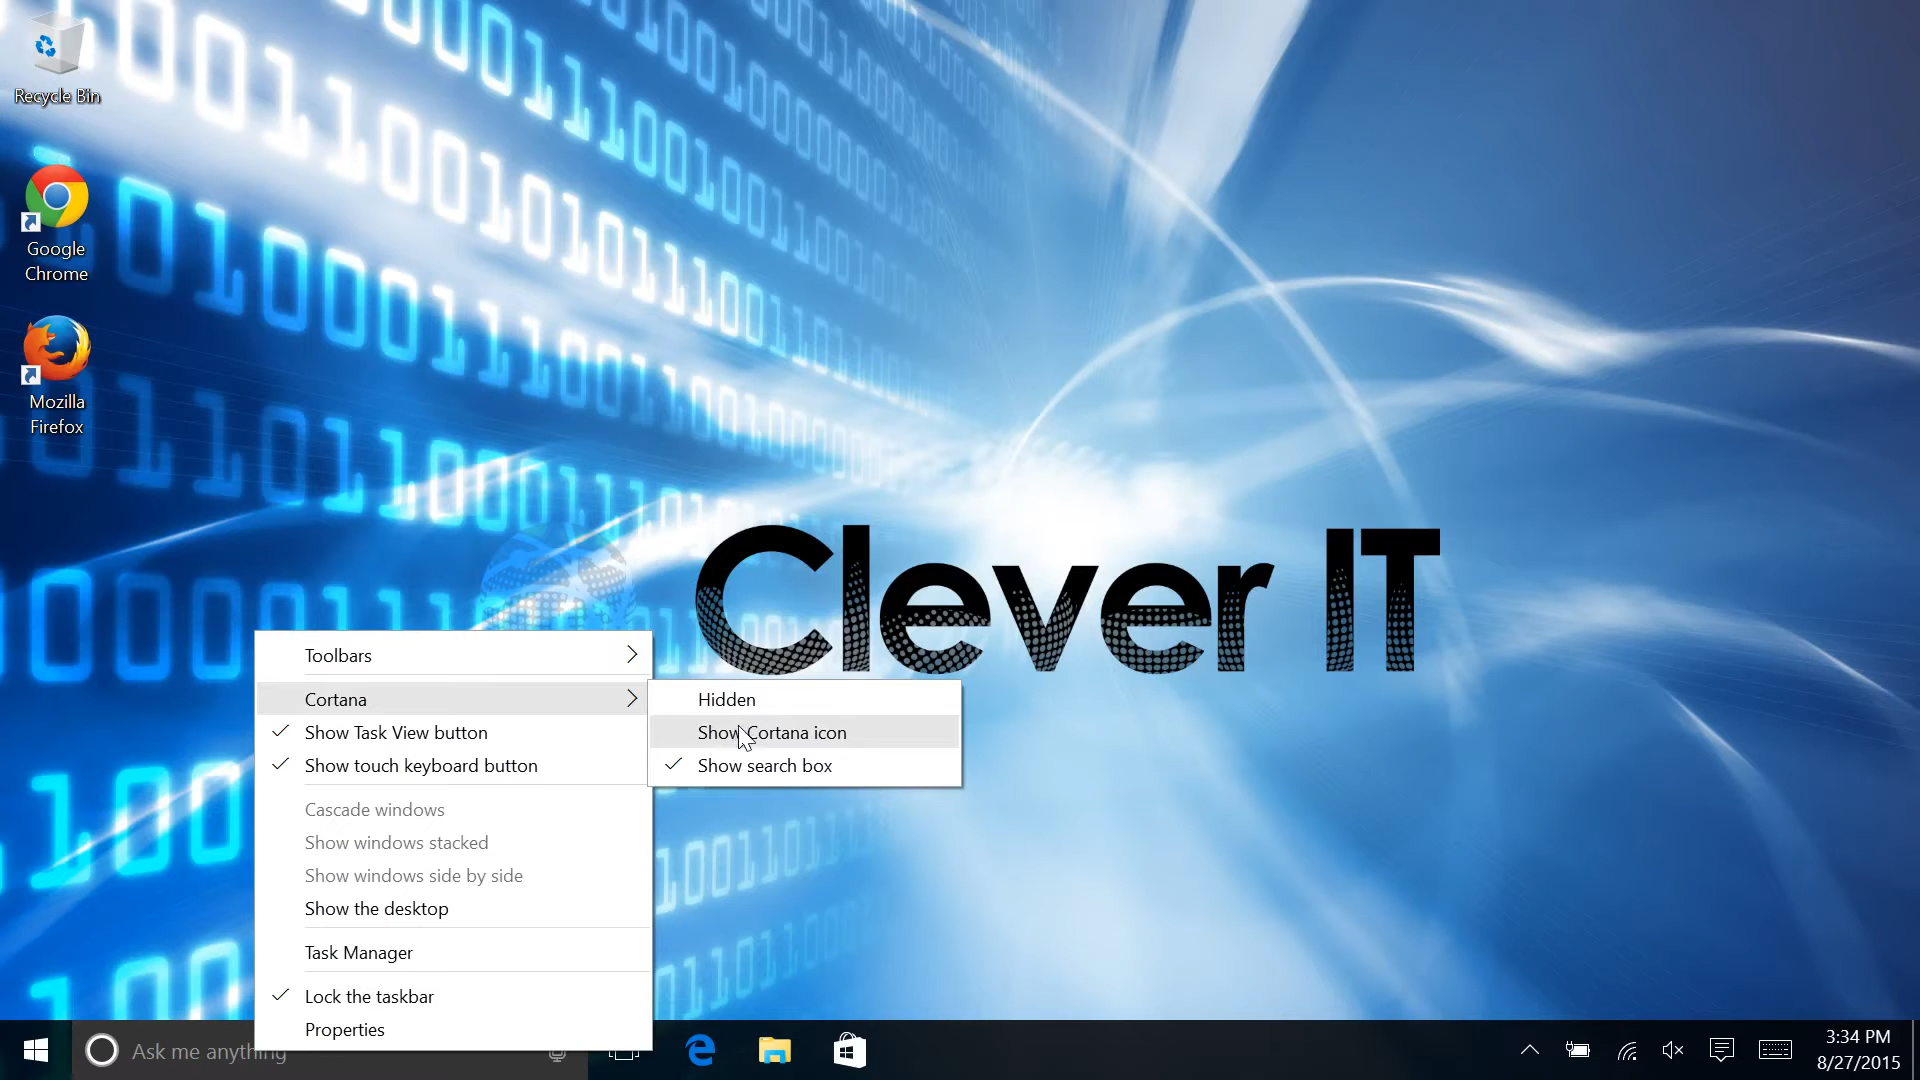 Recycle Bin
Google
Chrome
Mozilla
Firefox
Clever IT
Toolbars
Cortana
Show Task View button
Show touch keyboard button
Cascade windows
Show windows stacked
Show windows side by side
Show the desktop
Task Manager
Lock the taskbar
Properties
Hidden
Show Cortana icon
Show search box
Ask me anything
3:34 PM
8/27/2015